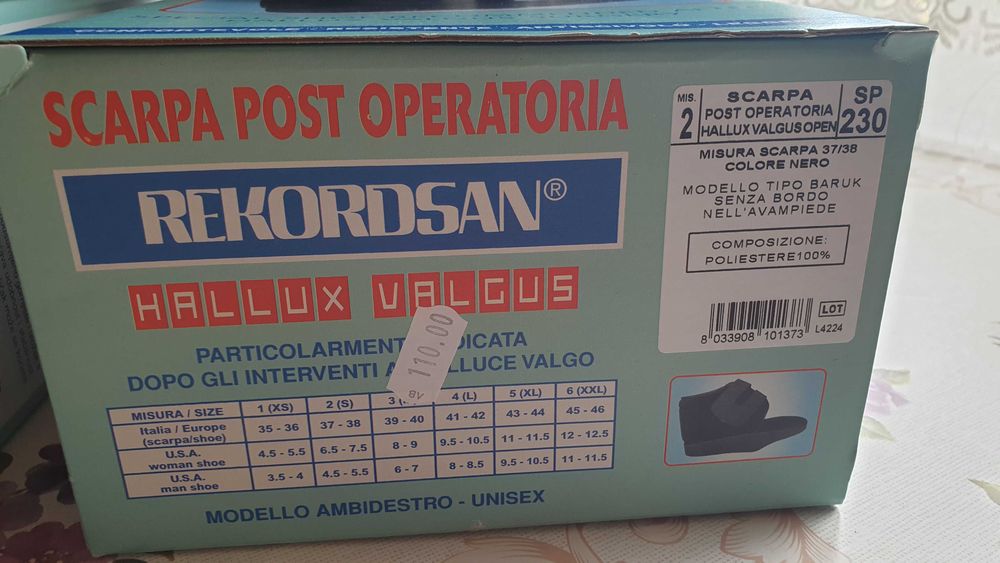 CONFORTEVOLE - RESISTENTE - ANTISCIVOLO
SCARPA POST OPERATORIA
REKORDSAN®
HALLUX VALGUS
PARTICOLARMENT DICATA
DOPO GLI INTERVENTI A LLUCE VALGO
110.00
AB
MISURA / SIZE 1 (XS) 2 (S) 3 ( 4 (L) 5 (XL) 6 (XXL)
Italia / Europe (scarpa/shoe) 35 - 36 37 - 38 39 - 40 41 - 42 43 - 44 45 - 46
U.S.A. woman shoe 4.5 - 5.5 6.5 - 7.5 8 - 9 9.5 - 10.5 11 - 11.5 12 - 12.5
U.S.A. man shoe 3.5 - 4 4.5 - 5.5 6 - 7 8 - 8.5 9.5 - 10.5 11 - 11.5
MODELLO AMBIDESTRO - UNISEX
MIS. 2
SCARPA
POST OPERATORIA
HALLUX VALGUS OPEN
SP 230
MISURA SCARPA 37/38
COLORE NERO
MODELLO TIPO BARUK
SENZA BORDO
NELL'AVAMPIEDE
COMPOSIZIONE:
POLIESTERE100%
LOT
L4224
8 033908 101373